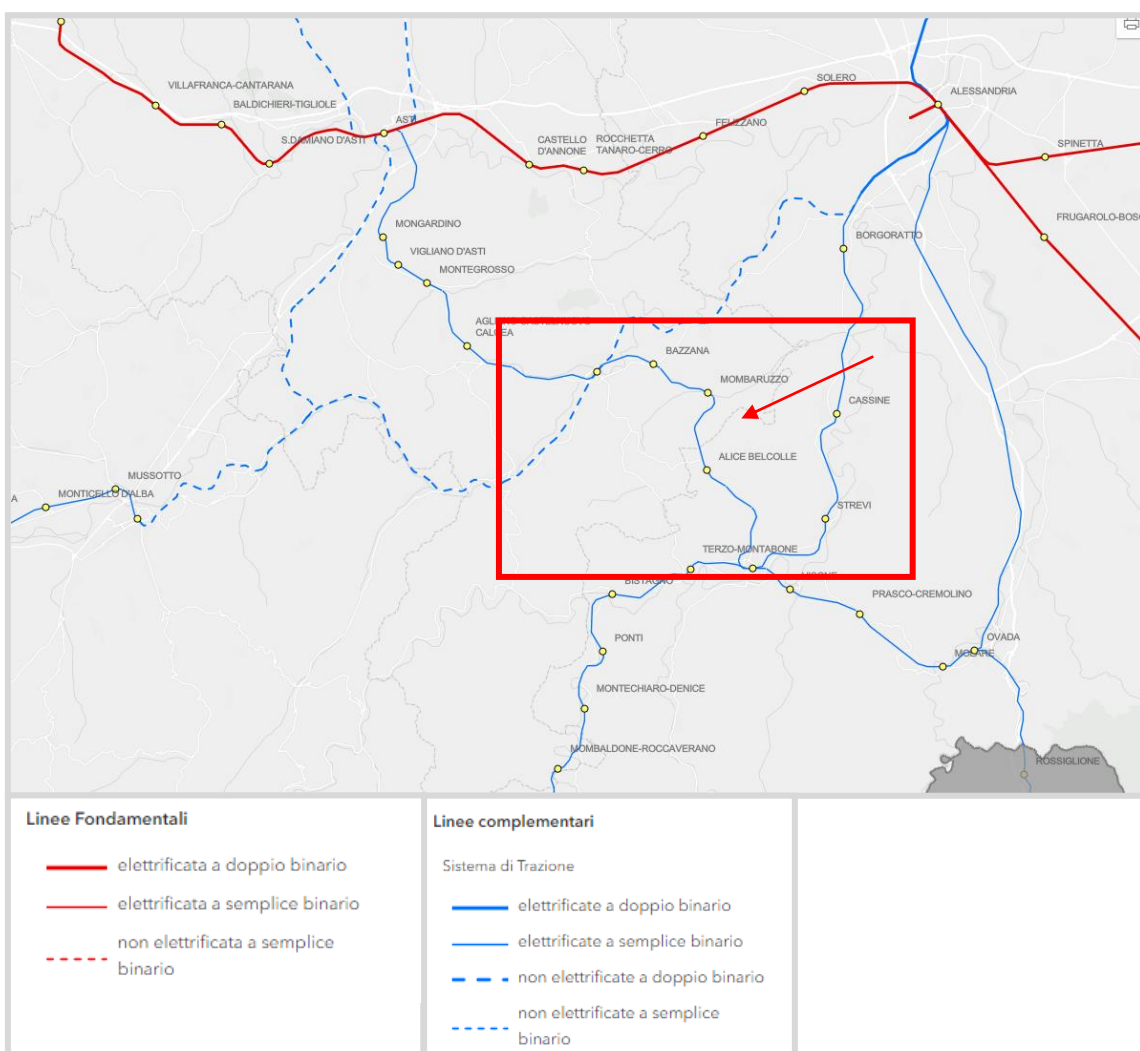 VILLAFRANCA-CANTARANA
BALDICHIERI-TIGLIOLE
S.DAMIANO D'ASTI
ASTI
CASTELLO
D'ANNONE
ROCCHETTA
TANARO-CERRO
FELIZZANO
SOLERO
ALESSANDRIA
SPINETTA
FRUGAROLO-BOSC
MONGARDINO
VIGLIANO D'ASTI
MONTEGROSSO
BORGORATTO
CALCEA
BAZZANA
MOMBARUZZO
CASSINE
ALICE BELCOLLE
STREVI
MUSSOTTO
A
MONTICELLO D'ALBA
TERZO-MONTABONE
BISTAGNO
PRASCO-CREMOLINO
PONTI
OVADA
MOLARE
MONTECHIARO-DENICE
MOMBALDONE-ROCCAVERANO
ROSSIGLIONE
Linee Fondamentali
elettrificata a doppio binario
elettrificata a semplice binario
non elettrificata a semplice
binario
Linee complementari
Sistema di Trazione
elettrificate a doppio binario
elettrificate a semplice binario
non elettrificate a doppio binario
non elettrificate a semplice
binario